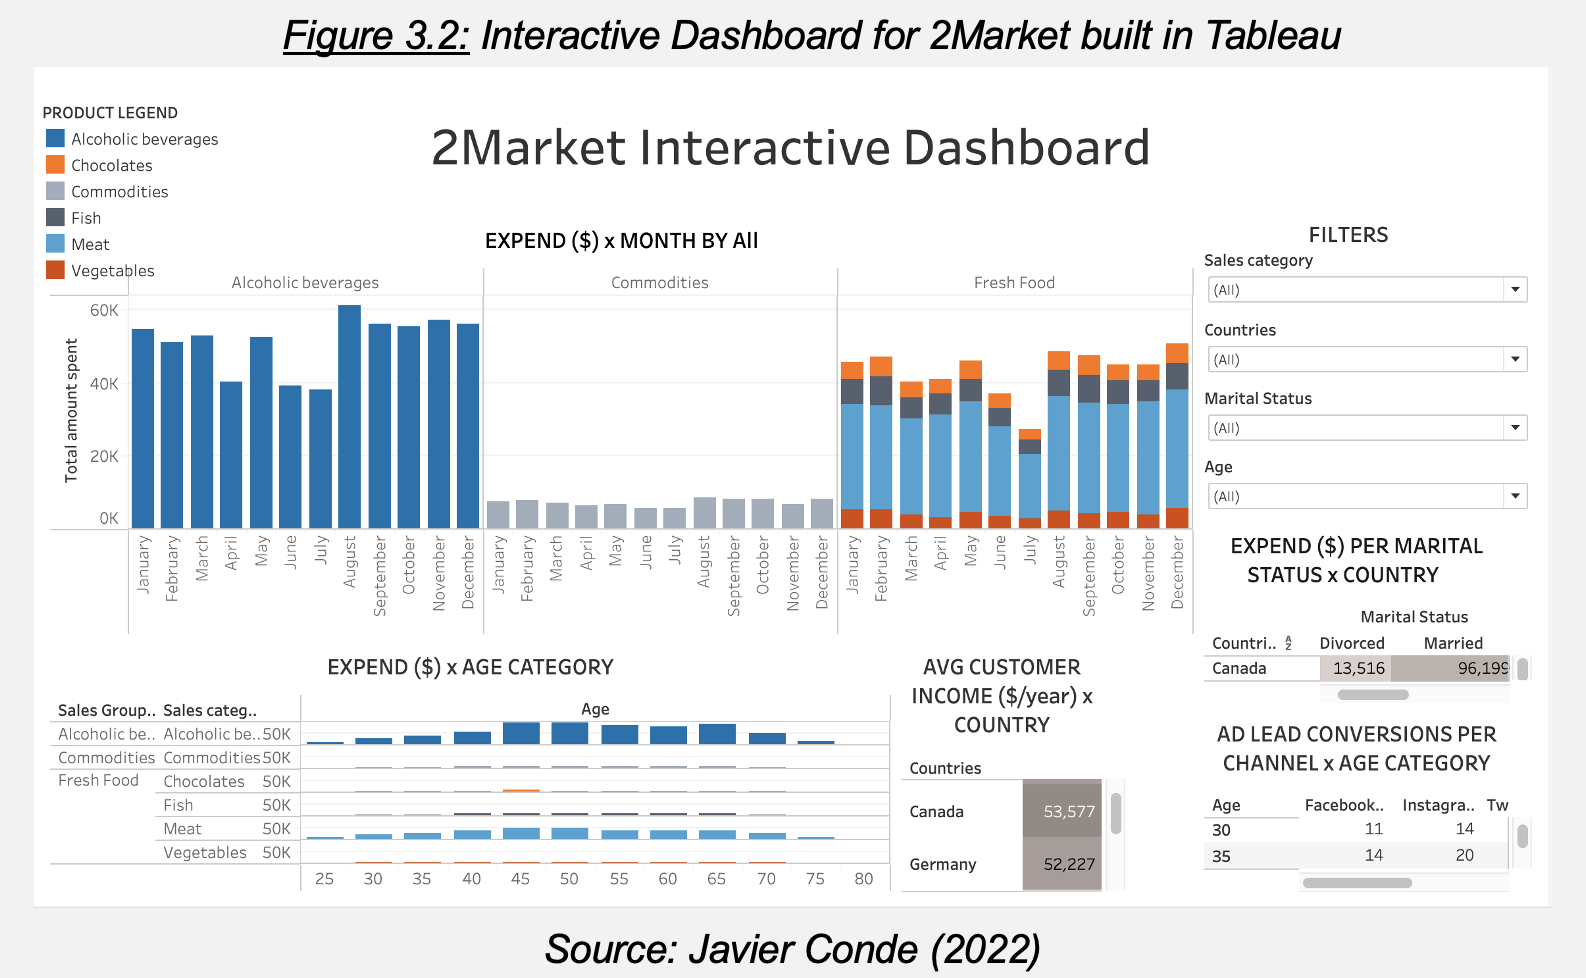 Figure 3.2: Interactive Dashboard for 2Market built in Tableau
PRODUCT LEGEND
Alcoholic beverages
Chocolates
Commodities
Fish
Meat
Vegetables
2Market Interactive Dashboard
EXPEND ($) x MONTH BY All
Alcoholic beverages Commodities Fresh Food
Total amount spent
60K
40K
20K
0K
January February March April May June July August September October November December
January February March April May June July August September October November December
January February March April May June July August September October November December
FILTERS
Sales category
(All)
Countries
(All)
Marital Status
(All)
Age
(All)
EXPEND ($) PER MARITAL
STATUS x COUNTRY
Marital Status
Countri.. A Z Divorced Married
Canada 13,516 96,199
EXPEND ($) x AGE CATEGORY
Sales Group.. Sales categ.. Age
Alcoholic be.. Alcoholic be.. 50K
Commodities Commodities 50K
Fresh Food Chocolates 50K
Fish 50K
Meat 50K
Vegetables 50K
25 30 35 40 45 50 55 60 65 70 75 80
AVG CUSTOMER
INCOME ($/year) x
COUNTRY
Countries
Canada 53,577
Germany 52,227
AD LEAD CONVERSIONS PER
CHANNEL x AGE CATEGORY
Age Facebook.. Instagra.. Tw
30 11 14
35 14 20
Source: Javier Conde (2022)